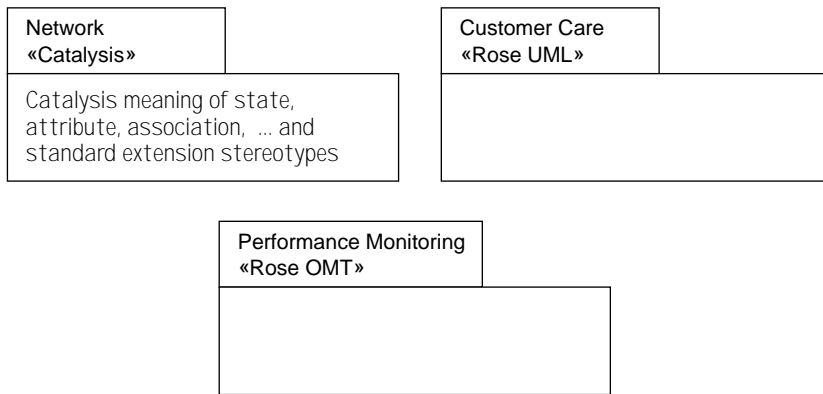 Network
«Catalysis»
Catalysis meaning of state,
attribute, association, ... and
standard extension stereotypes
Customer Care
«Rose UML»
Performance Monitoring
«Rose OMT»